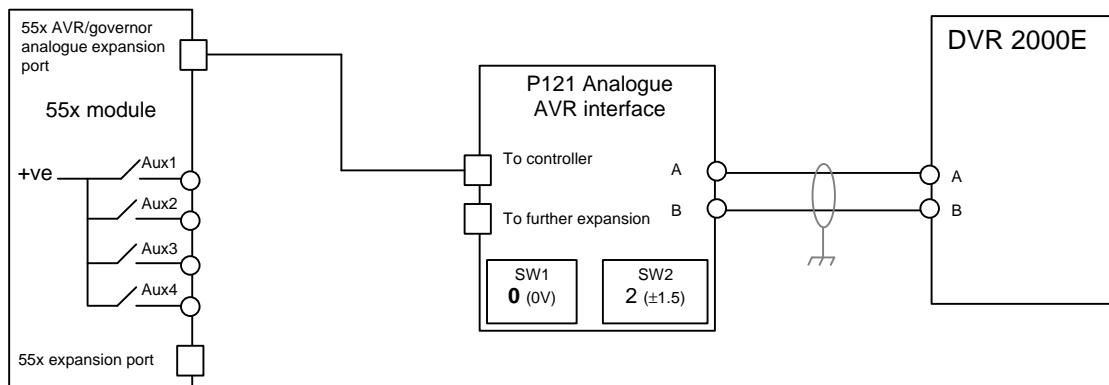 55x AVR/governor
analogue expansion
port
55x module
+ve
Aux1
Aux2
Aux3
Aux4
55x expansion port
P121 Analogue
AVR interface
To controller
To further expansion
A
B
SW1
0 (0V)
SW2
2 (±1.5)
DVR 2000E
A
B